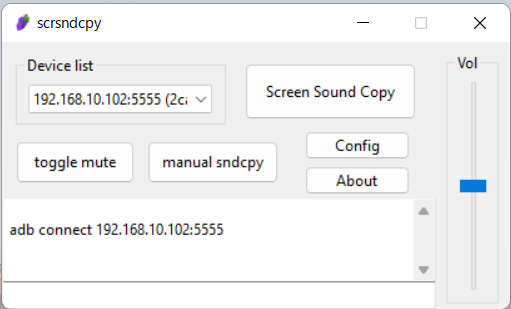 scrsndcpy
Device list
Vol
192.168.10.102:5555 (2ca
Screen Sound Copy
toggle mute
manual sndcpy
Config
About
adb connect 192.168.10.102:5555